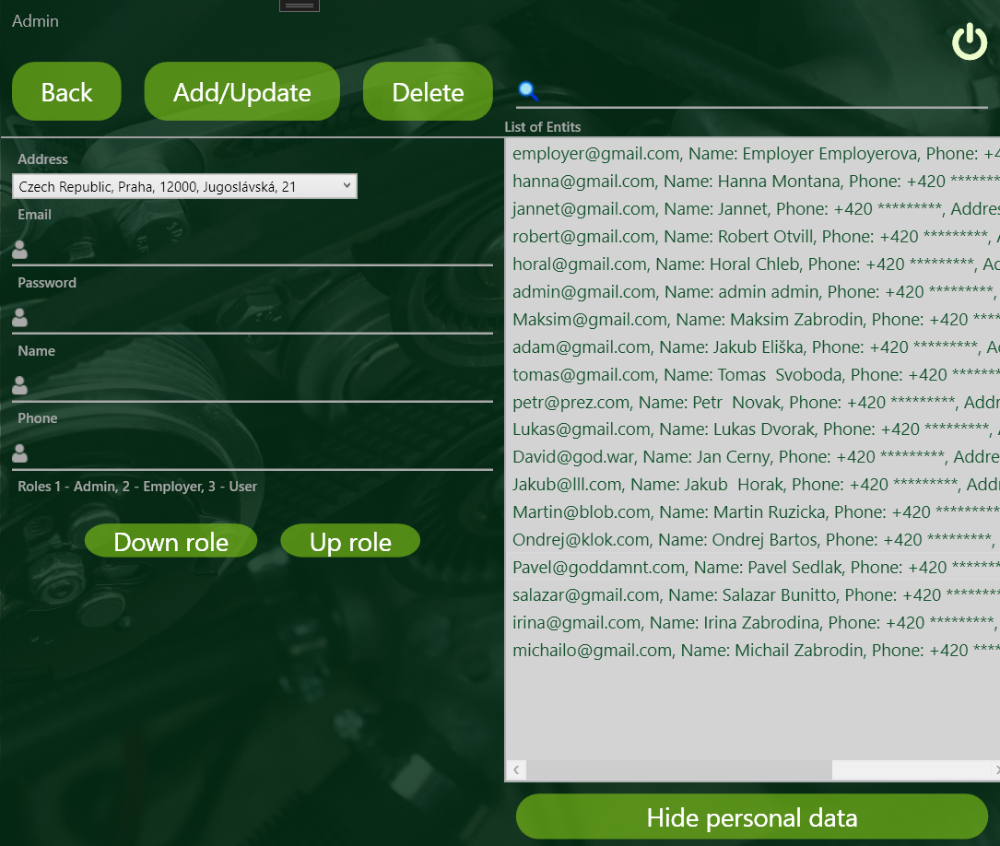 Admin
Back Add/Update Delete
List of Entits
Address
Czech Republic, Praha, 12000, Jugoslávská, 21
Email
Password
Name
Phone
Roles 1 - Admin, 2 - Employer, 3 - User
Down role Up role
employer@gmail.com, Name: Employer Employerova, Phone: +4
hanna@gmail.com, Name: Hanna Montana, Phone: +420 *******
jannet@gmail.com, Name: Jannet, Phone: +420 *********, Addres
robert@gmail.com, Name: Robert Otvill, Phone: +420 *********, A
horal@gmail.com, Name: Horal Chleb, Phone: +420 *********, Ad
admin@gmail.com, Name: admin admin, Phone: +420 *********,
Maksim@gmail.com, Name: Maksim Zabrodin, Phone: +420 ****
adam@gmail.com, Name: Jakub Eliška, Phone: +420 *********, Ad
tomas@gmail.com, Name: Tomas  Svoboda, Phone: +420 *******
petr@prez.com, Name: Petr  Novak, Phone: +420 *********, Addr
Lukas@gmail.com, Name: Lukas Dvorak, Phone: +420 *********, A
David@god.war, Name: Jan Cerny, Phone: +420 *********, Addre
Jakub@lll.com, Name: Jakub  Horak, Phone: +420 *********, Addr
Martin@blob.com, Name: Martin Ruzicka, Phone: +420 *********
Ondrej@klok.com, Name: Ondrej Bartos, Phone: +420 *********,
Pavel@goddamnt.com, Name: Pavel Sedlak, Phone: +420 *******
salazar@gmail.com, Name: Salazar Bunitto, Phone: +420 *******
irina@gmail.com, Name: Irina Zabrodina, Phone: +420 *********,
michailo@gmail.com, Name: Michail Zabrodin, Phone: +420 ****
Hide personal data